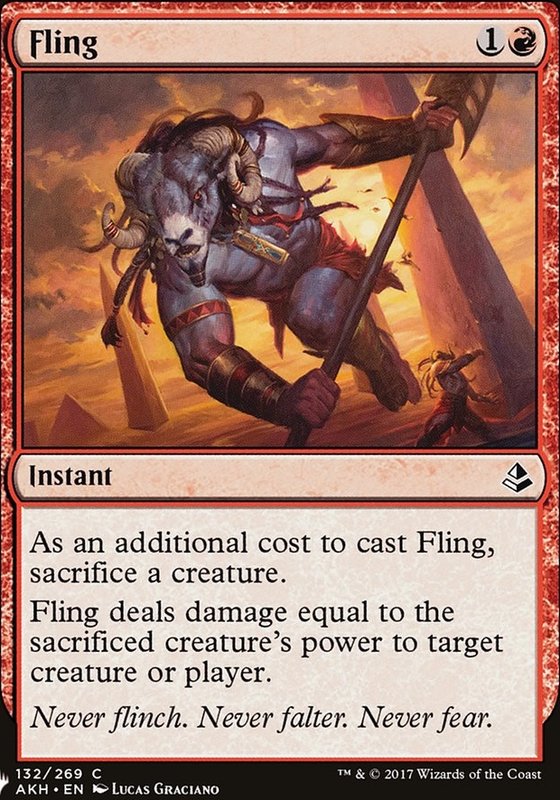 Fling 1
Instant
As an additional cost to cast Fling,
sacrifice a creature.
Fling deals damage equal to the
sacrificed creature's power to target
creature or player.
Never flinch. Never falter. Never fear.
132/269 C
AKH • EN Lucas Graciano
™ & © 2017 Wizards of the Coast